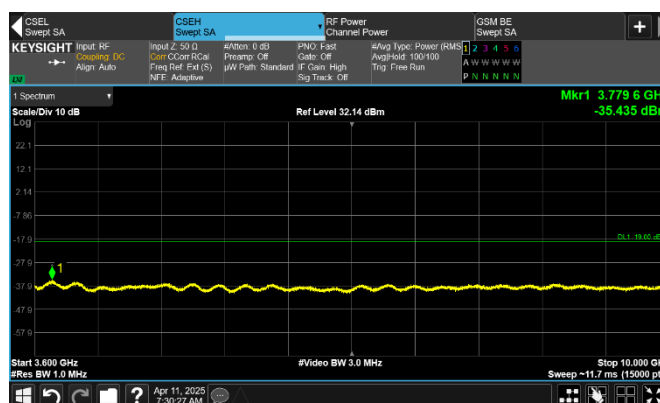 CSEL
Swept SA
CSEH
Swept SA
RF Power
Channel Power
GSM BE
Swept SA
+
KEYSIGHT
Input: RF
Coupling: DC
Align: Auto
Input Z: 50 Ω
Corr CCorr RCal
Freq Ref: Ext (S)
NFE: Adaptive
#Atten: 0 dB
Preamp: Off
µW Path: Standard
PNO: Fast
Gate: Off
IF Gain: High
Sig Track: Off
#Avg Type: Power (RMS)
Avg|Hold: 100/100
Trig: Free Run
1 2 3 4 5 6
A W W W W W
P N N N N N
1 Spectrum
Scale/Div 10 dB
Ref Level 32.14 dBm
Mkr1 3.779 6 GH
-35.435 dB
Log
22.1
12.1
2.14
-7.86
-17.9
-27.9
-37.9
-47.9
-57.9
DL1 -19.00 dB
1
Start 3.600 GHz
#Res BW 1.0 MHz
#Video BW 3.0 MHz
Stop 10.000 G
Sweep ~11.7 ms (15000 pt
?
Apr 11, 2025
7:30:27 AM